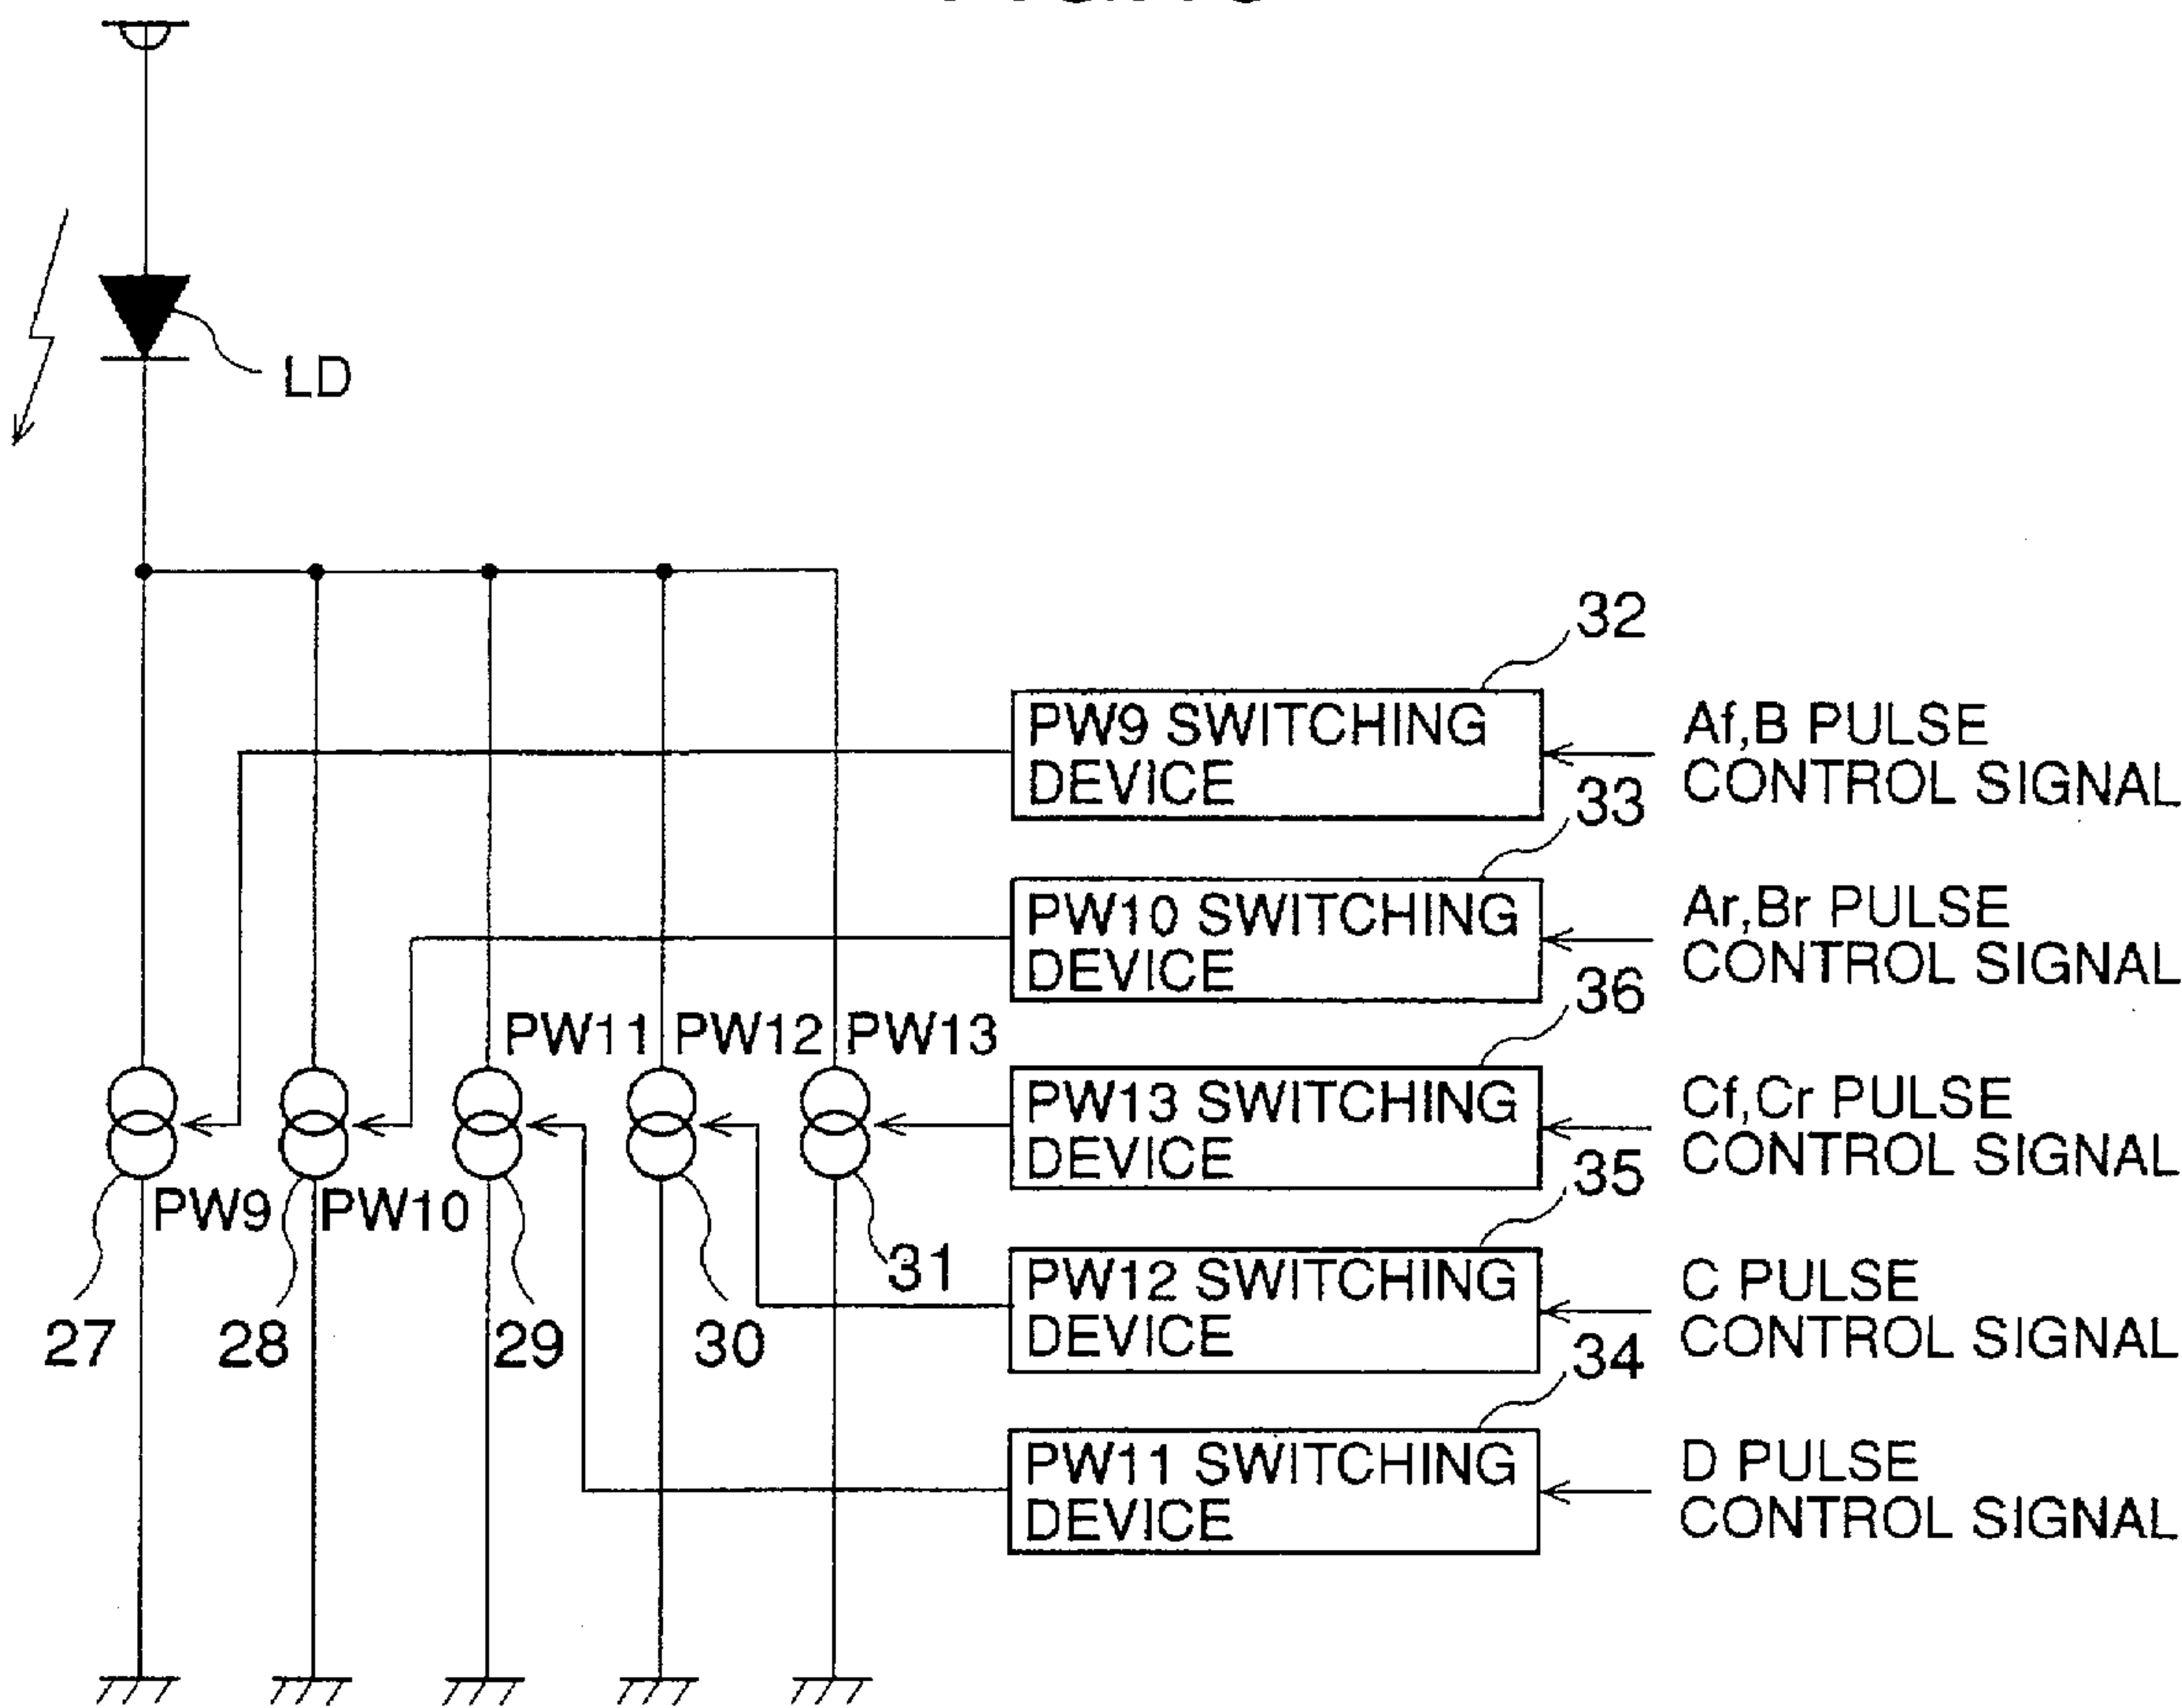 LD
32
PW9 SWITCHING
DEVICE
Af,B PULSE
CONTROL SIGNAL
33
PW10 SWITCHING
DEVICE
Ar,Br PULSE
CONTROL SIGNAL
36
PW11 PW12 PW13
PW13 SWITCHING
DEVICE
Cf,Cr PULSE
CONTROL SIGNAL
35
PW9 PW10
31
PW12 SWITCHING
DEVICE
C PULSE
CONTROL SIGNAL
27 28 29 30
34
PW11 SWITCHING
DEVICE
D PULSE
CONTROL SIGNAL